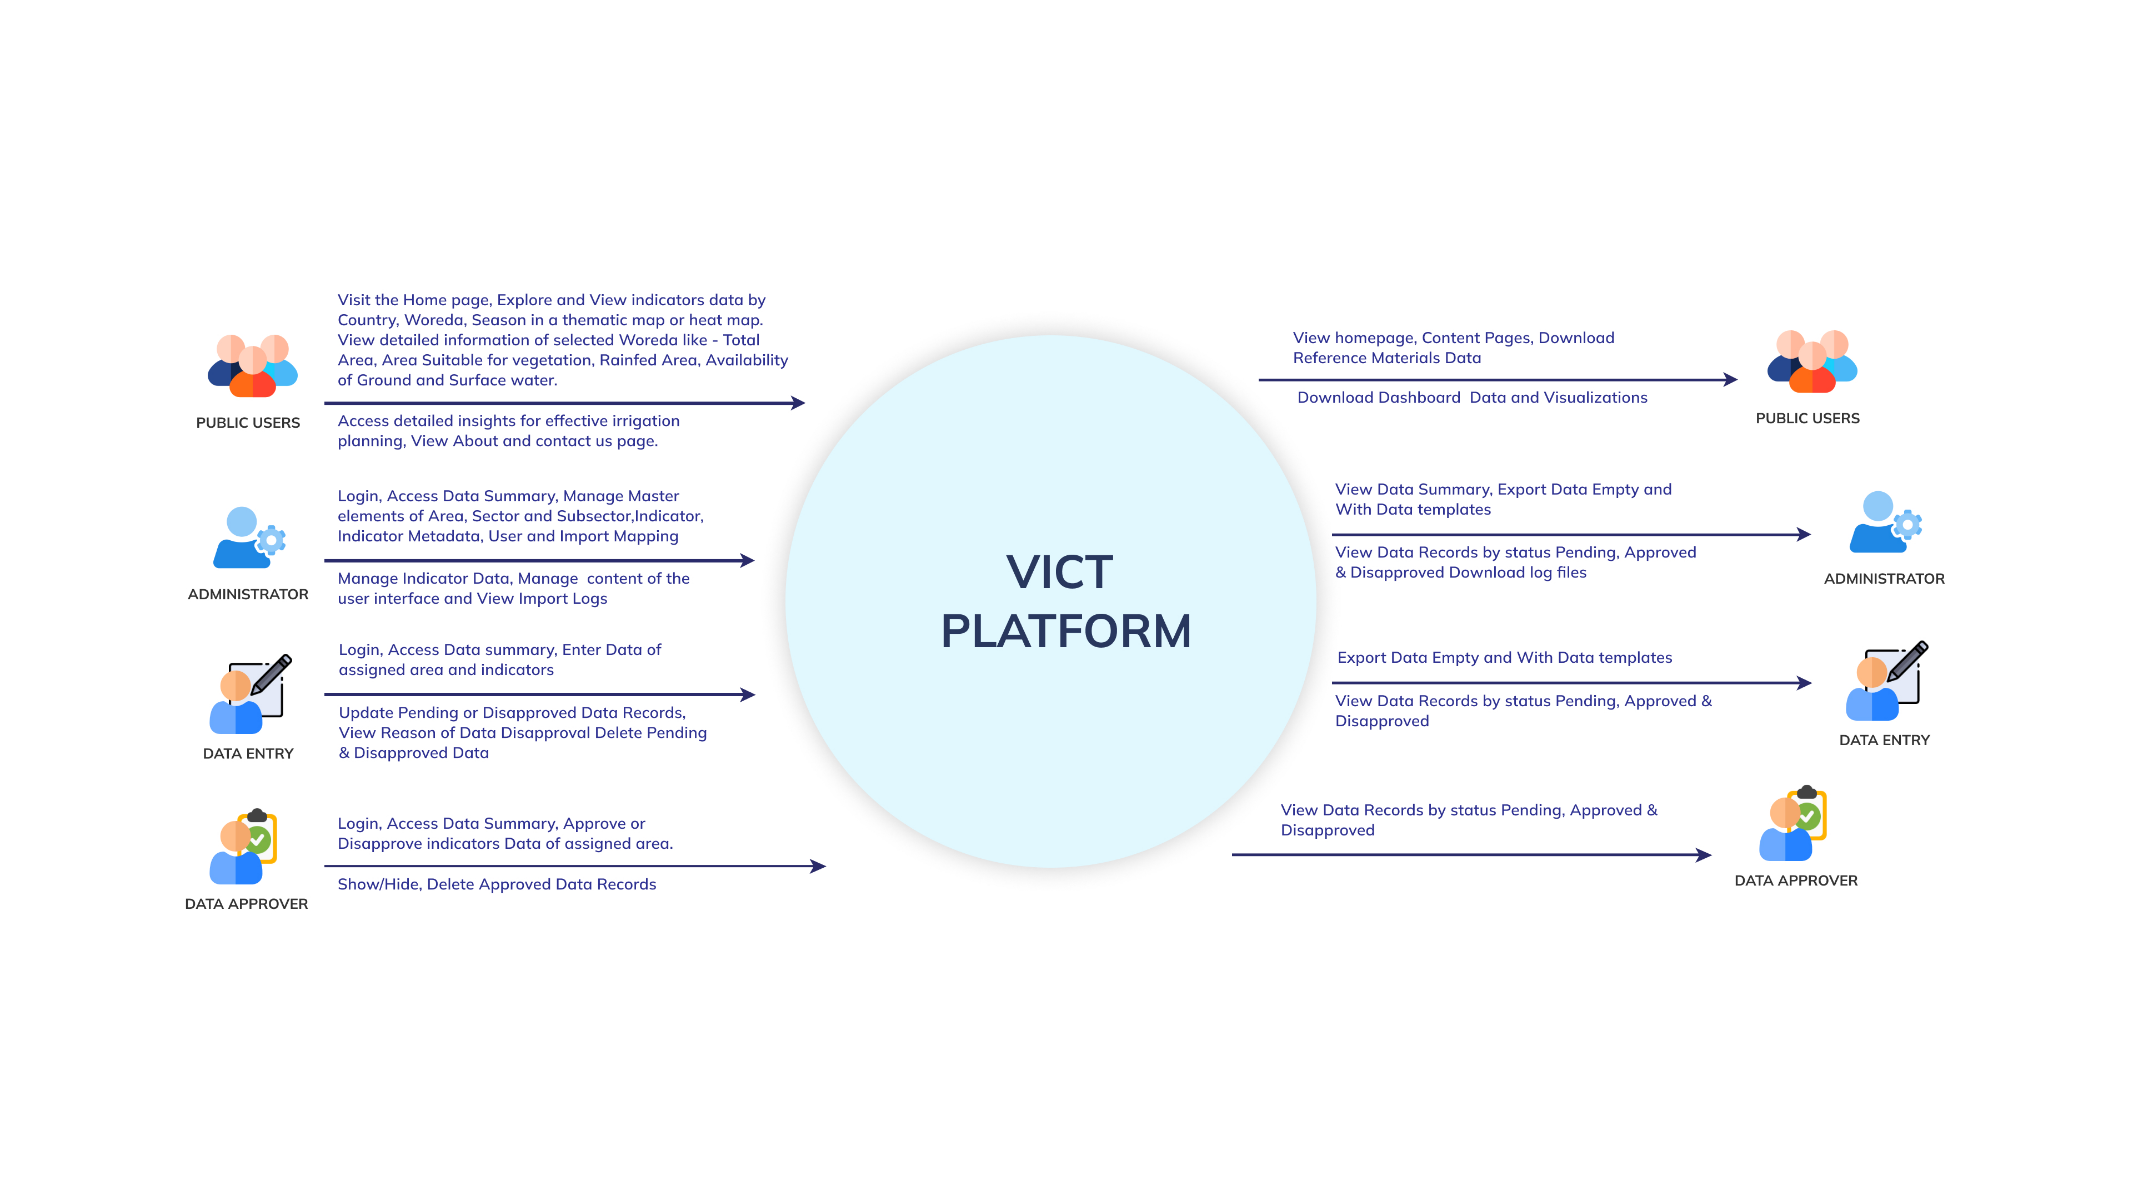 Visit the Home page, Explore and View indicators data by
Country, Woreda, Season in a thematic map or heat map.
View detailed information of selected Woreda like - Total
Area, Area Suitable for vegetation, Rainfed Area, Availability
of Ground and Surface water.
PUBLIC USERS
Access detailed insights for effective irrigation
planning, View About and contact us page.
Login, Access Data Summary, Manage Master
elements of Area, Sector and Subsector,Indicator,
Indicator Metadata, User and Import Mapping
ADMINISTRATOR
Manage Indicator Data, Manage  content of the
user interface and View Import Logs
Login, Access Data summary, Enter Data of
assigned area and indicators
DATA ENTRY
Update Pending or Disapproved Data Records,
View Reason of Data Disapproval Delete Pending
& Disapproved Data
Login, Access Data Summary, Approve or
Disapprove indicators Data of assigned area.
DATA APPROVER
Show/Hide, Delete Approved Data Records
VICT
PLATFORM
View homepage, Content Pages, Download
Reference Materials Data
Download Dashboard  Data and Visualizations
PUBLIC USERS
View Data Summary, Export Data Empty and
With Data templates
View Data Records by status Pending, Approved
& Disapproved Download log files
ADMINISTRATOR
Export Data Empty and With Data templates
View Data Records by status Pending, Approved &
Disapproved
DATA ENTRY
View Data Records by status Pending, Approved &
Disapproved
DATA APPROVER